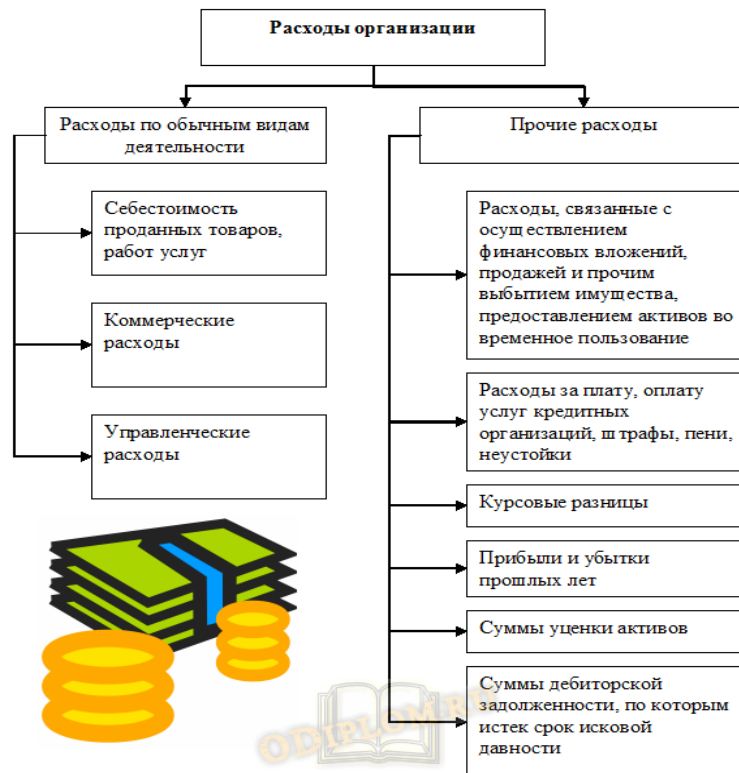 Расходы организации
Расходы по обычным видам
деятельности
Прочие расходы
Себестоимость
проданных товаров,
работ услуг
Коммерческие
расходы
Управленческие
расходы
Расходы, связанные с
осуществлением
финансовых вложений,
продажей и прочим
выбытием имущества,
предоставлением активов во
временное пользование
Расходы за плату, оплату
услуг кредитных
организаций, штрафы, пени,
неустойки
Курсовые разницы
Прибыли и убытки
прошлых лет
Суммы уценки активов
Суммы дебиторской
задолженности, по которым
истек срок исковой
давности
ODIPLOM.RU